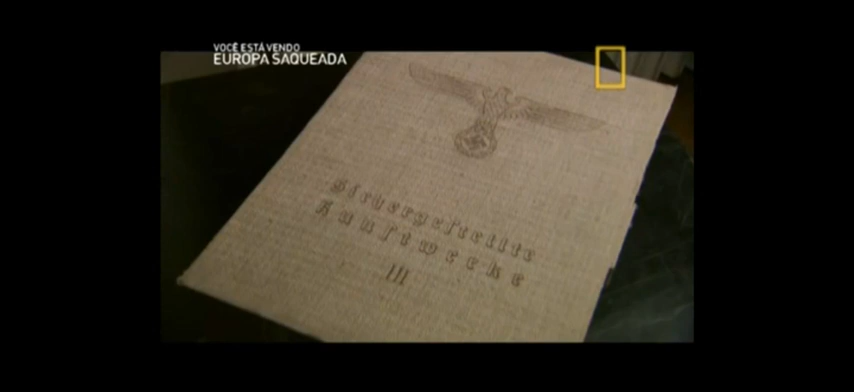 VOCÊ ESTÁ VENDO
EUROPA SAQUEADA
Sichergestellte
Kunstwerke
III